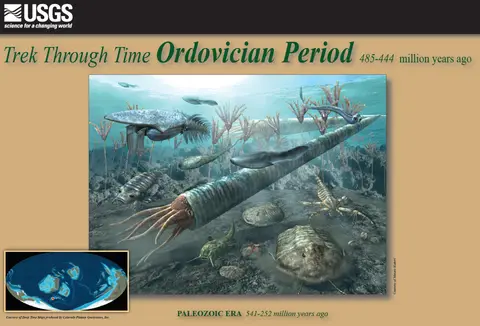 USGS
science for a changing world
Trek Through Time Ordovician Period 485-444 million years ago
PALEOZOIC ERA 541-252 million years ago